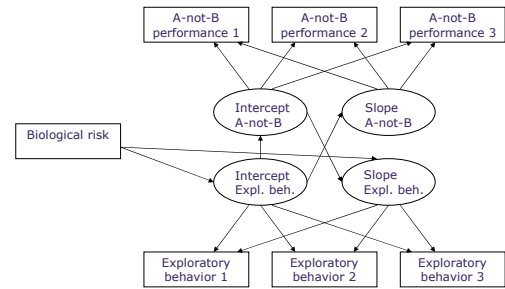 A-not-B
performance 1
A-not-B
performance 2
A-not-B
performance 3
Intercept
A-not-B
Slope
A-not-B
Biological risk
Intercept
Expl. beh.
Slope
Expl. beh.
Exploratory
behavior 1
Exploratory
behavior 2
Exploratory
behavior 3